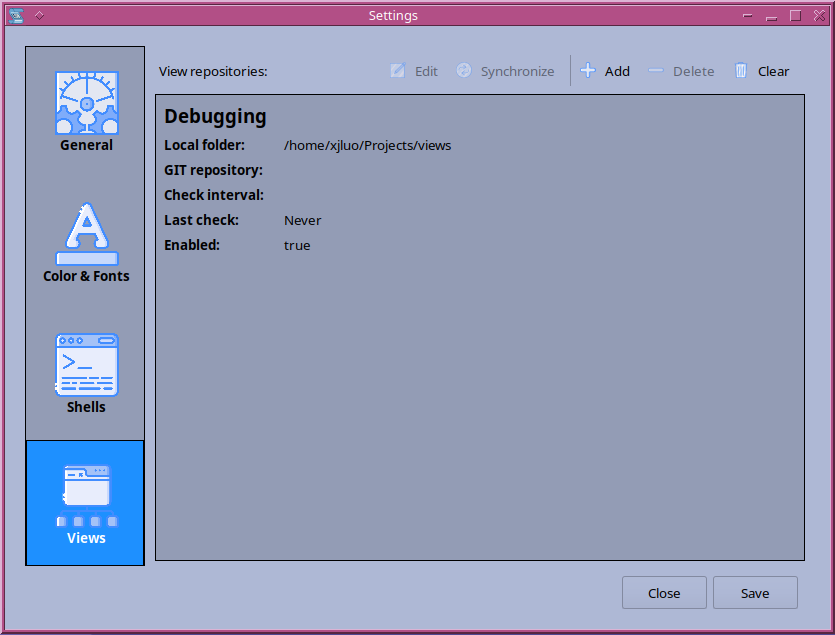 Settings
General
Color & Fonts
Shells
Views
View repositories:
Edit
Synchronize
Add
Delete
Clear
Debugging
Local folder: /home/xjluo/Projects/views
GIT repository:
Check interval:
Last check: Never
Enabled: true
Close
Save